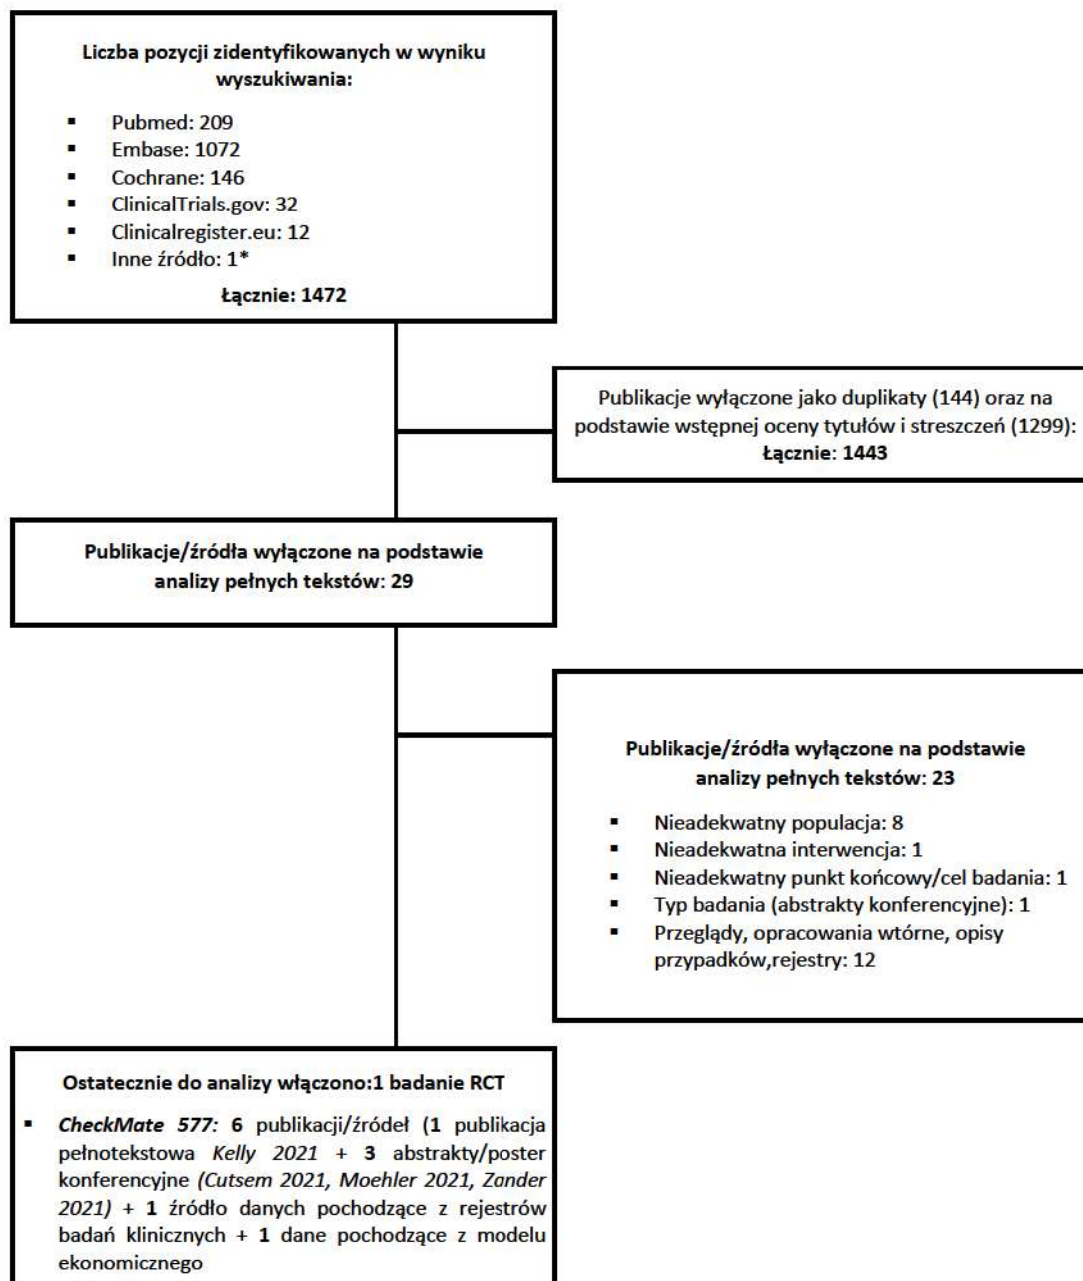 Liczba pozycji zidentyfikowanych w wyniku
wyszukiwania:
▪ Pubmed: 209
▪ Embase: 1072
▪ Cochrane: 146
▪ ClinicalTrials.gov: 32
▪ Clinicalregister.eu: 12
▪ Inne źródło: 1*
Łącznie: 1472
Publikacje wyłączone jako duplikaty (144) oraz na
podstawie wstępnej oceny tytułów i streszczeń (1299):
Łącznie: 1443
Publikacje/źródła wyłączone na podstawie
analizy pełnych tekstów: 29
Publikacje/źródła wyłączone na podstawie
analizy pełnych tekstów: 23
▪ Nieadekwatny populacja: 8
▪ Nieadekwatna interwencja: 1
▪ Nieadekwatny punkt końcowy/cel badania: 1
▪ Typ badania (abstrakty konferencyjne): 1
▪ Przeglądy, opracowania wtórne, opisy
przypadków,rejestry: 12
Ostatecznie do analizy włączono:1 badanie RCT
▪ CheckMate 577: 6 publikacji/źródeł (1 publikacja
pełnotekstowa Kelly 2021 + 3 abstrakty/poster
konferencyjne (Cutsem 2021, Moehler 2021, Zander
2021) + 1 źródło danych pochodzące z rejestrów
badań klinicznych + 1 dane pochodzące z modelu
ekonomicznego